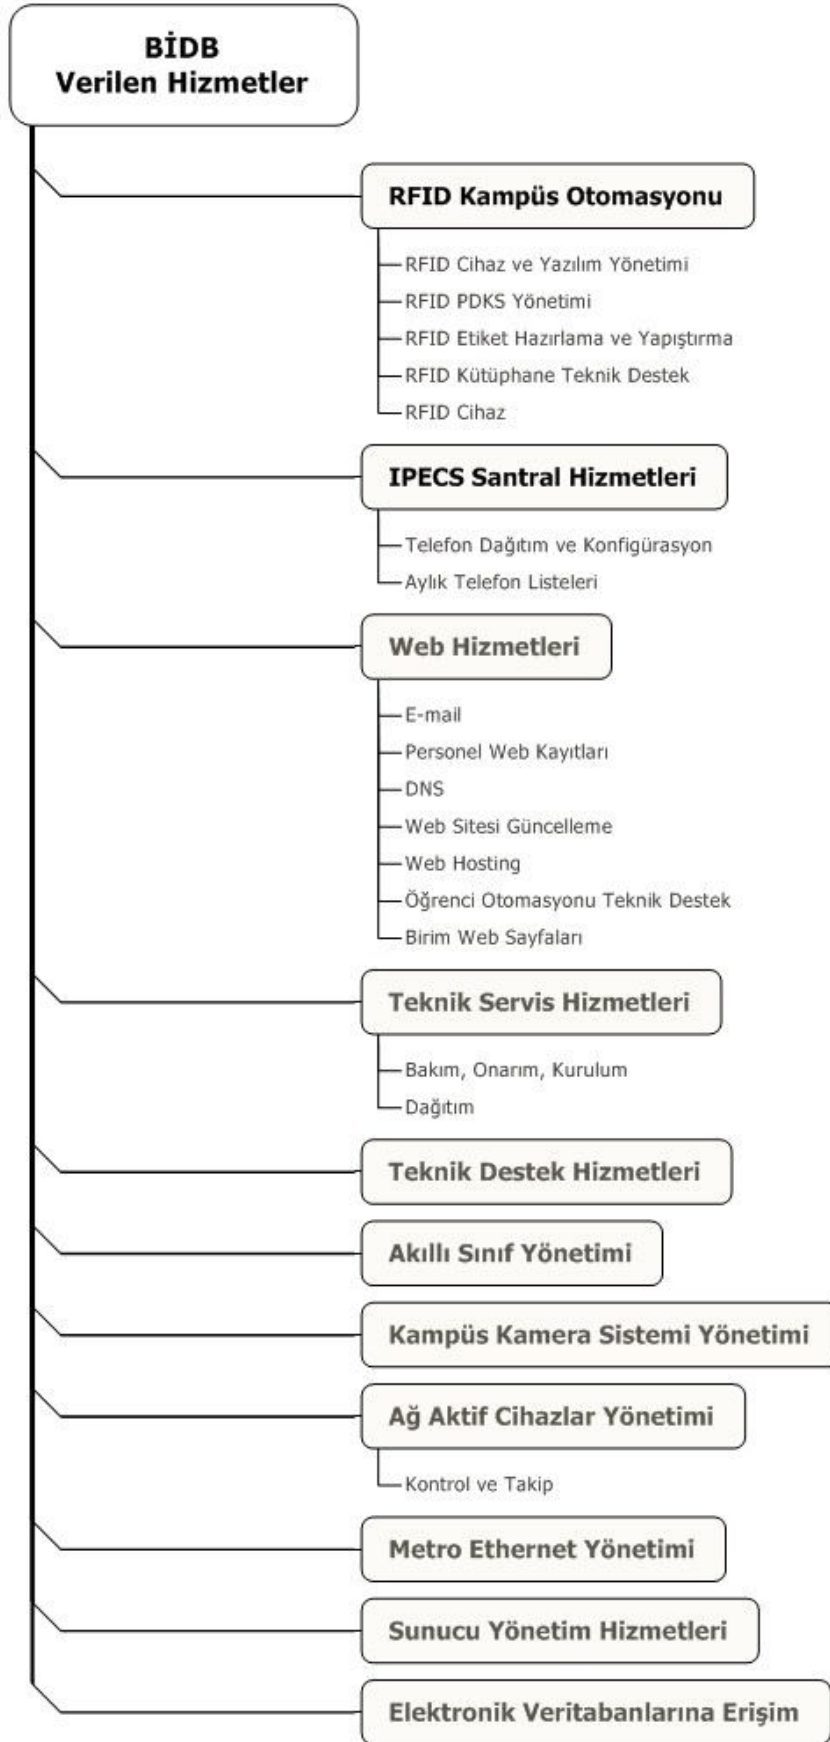 BİDB
Verilen Hizmetler
RFID Kampüs Otomasyonu
RFID Cihaz ve Yazılım Yönetimi
RFID PDKS Yönetimi
RFID Etiket Hazırlama ve Yapıştırma
RFID Kütüphane Teknik Destek
RFID Cihaz
IPECS Santral Hizmetleri
Telefon Dağıtım ve Konfigürasyon
Aylık Telefon Listeleri
Web Hizmetleri
E-mail
Personel Web Kayıtları
DNS
Web Sitesi Güncelleme
Web Hosting
Öğrenci Otomasyonu Teknik Destek
Birim Web Sayfaları
Teknik Servis Hizmetleri
Bakım, Onarım, Kurulum
Dağıtım
Teknik Destek Hizmetleri
Akıllı Sınıf Yönetimi
Kampüs Kamera Sistemi Yönetimi
Ağ Aktif Cihazlar Yönetimi
Kontrol ve Takip
Metro Ethernet Yönetimi
Sunucu Yönetim Hizmetleri
Elektronik Veritabanlarına Erişim